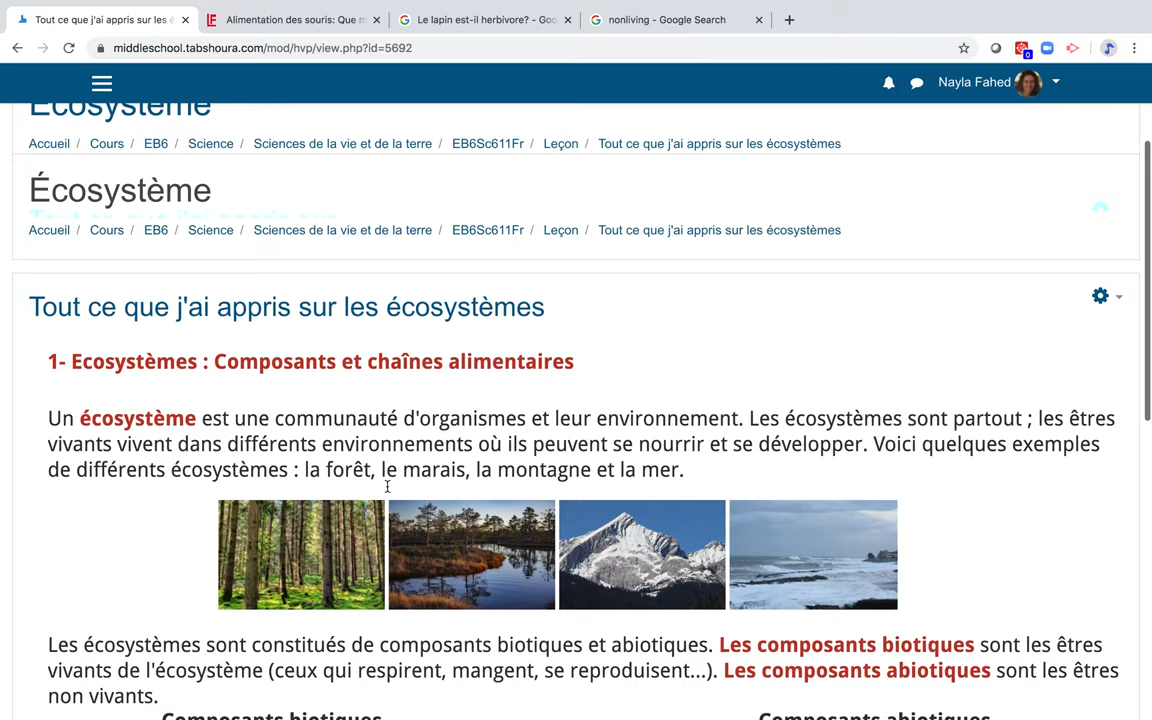 Tout ce que j'ai appris sur les é
Alimentation des souris: Que m
Le lapin est-il herbivore? - Goo
nonliving - Google Search
middleschool.tabshoura.com/mod/hvp/view.php?id=5692
0
Nayla Fahed
Ecosystème
Accueil / Cours / EB6 / Science / Sciences de la vie et de la terre / EB6Sc611Fr / Leçon / Tout ce que j'ai appris sur les écosystèmes
Écosystème
Accueil / Cours / EB6 / Science / Sciences de la vie et de la terre / EB6Sc611Fr / Leçon / Tout ce que j'ai appris sur les écosystèmes
Tout ce que j'ai appris sur les écosystèmes
1- Ecosystèmes : Composants et chaînes alimentaires
Un écosystème est une communauté d'organismes et leur environnement. Les écosystèmes sont partout ; les êtres
vivants vivent dans différents environnements où ils peuvent se nourrir et se développer. Voici quelques exemples
de différents écosystèmes : la forêt, le marais, la montagne et la mer.
Les écosystèmes sont constitués de composants biotiques et abiotiques. Les composants biotiques sont les êtres
vivants de l'écosystème (ceux qui respirent, mangent, se reproduisent...). Les composants abiotiques sont les êtres
non vivants.
Composants biotiques Composants abiotiques